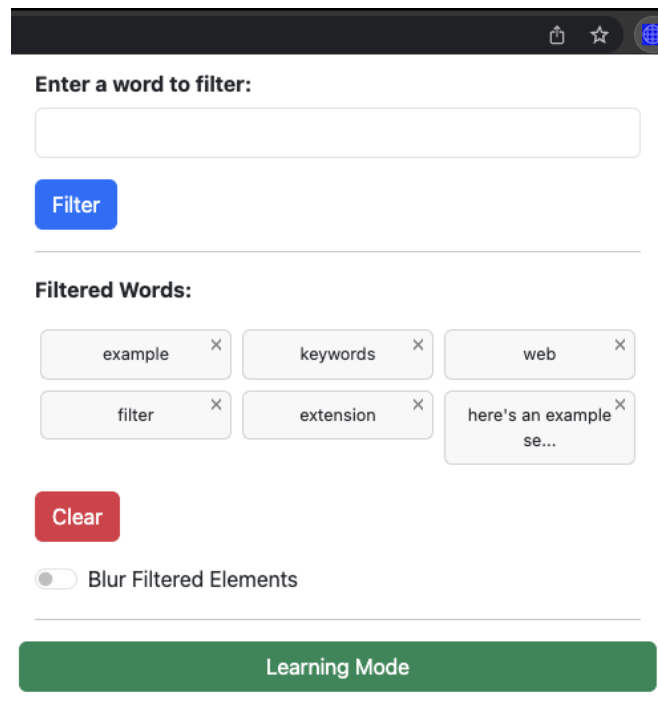 Enter a word to filter:
Filter
Filtered Words:
example
keywords
web
filter
extension
here's an example
se...
Clear
Blur Filtered Elements
Learning Mode